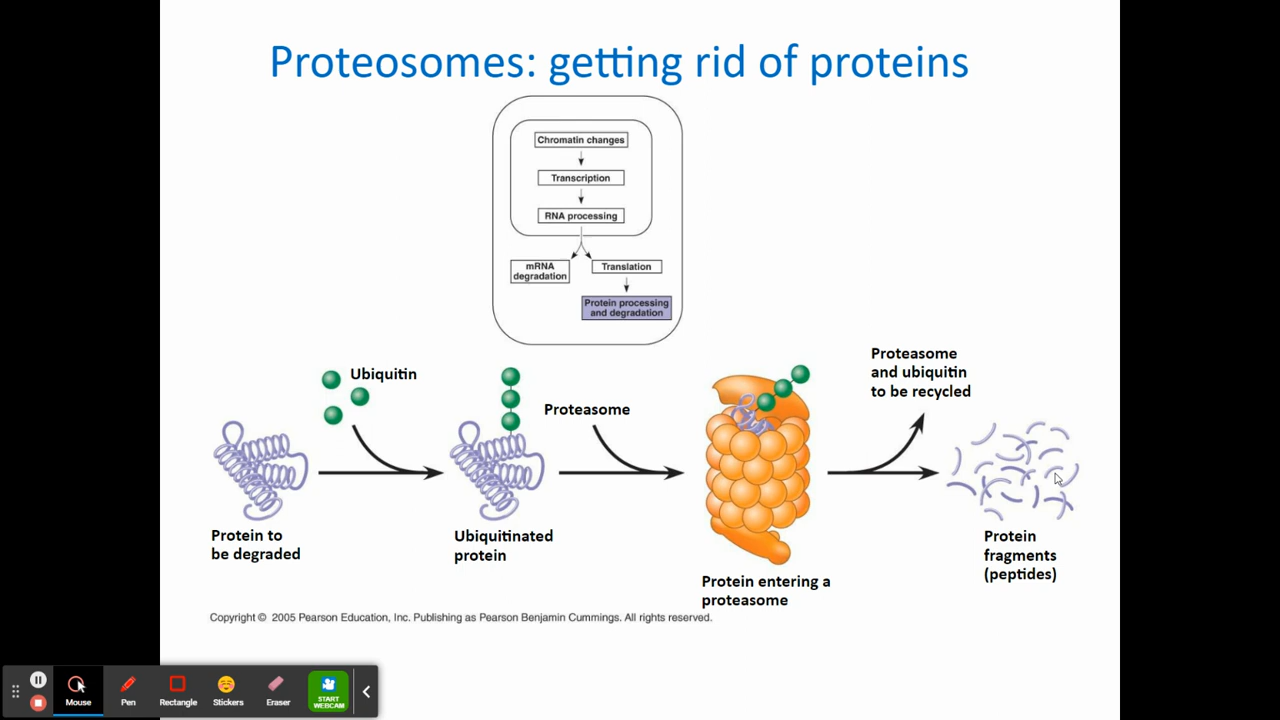 Proteosomes: getting rid of proteins
Chromatin changes
Transcription
RNA processing
mRNA
degradation
Translation
Protein processing
and degradation
Ubiquitin
Proteasome
Proteasome
and ubiquitin
to be recycled
Protein to
be degraded
Ubiquitinated
protein
Protein entering a
proteasome
Protein
fragments
(peptides)
Copyright © 2005 Pearson Education, Inc. Publishing as Pearson Benjamin Cummings. All rights reserved.
Mouse
Pen
Rectangle
Stickers
Eraser
START
WEBCAM